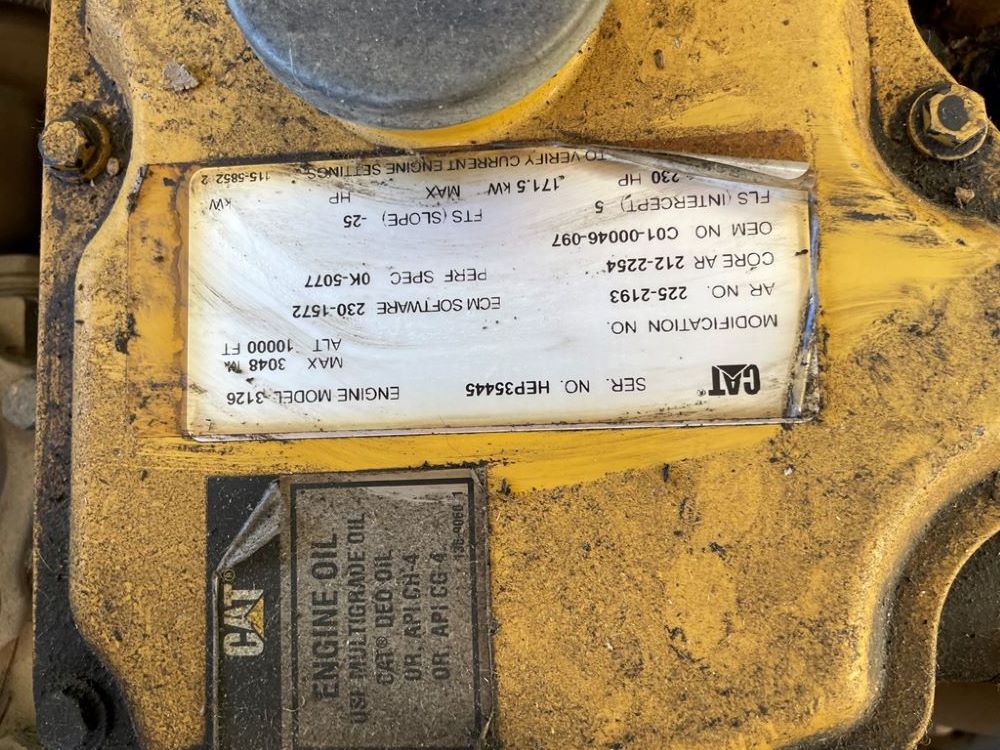 CAT®
SER. NO. HEP35445
ENGINE MODEL 3126
MAX ALT 3048 M 10000 FT
MODIFICATION NO.
AR NO. 225-2193
ECM SOFTWARE 230-1572
CORE AR 212-2254
PERF SPEC 0K-5077
OEM NO C01-00046-097
FLS (INTERCEPT) 5
FTS (SLOPE) -25
230 HP 171.5 kW MAX HP kW
TO VERIFY CURRENT ENGINE SETTINGS
115-5852 2
CAT®
ENGINE OIL
USE MULTIGRADE OIL
CAT® DEO OIL
OR, API CH-4
OR, API CG-4